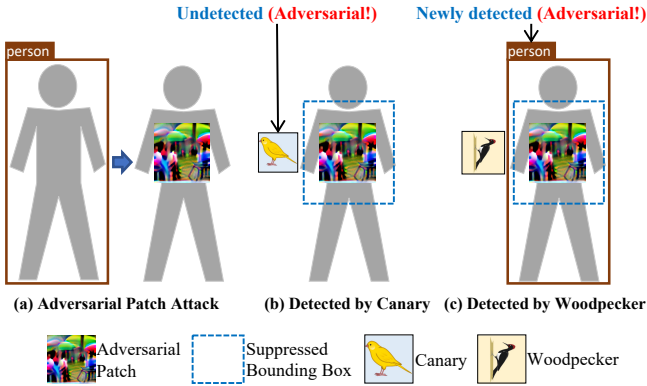 Undetected (Adversarial!)
Newly detected (Adversarial!)
person
person
(a) Adversarial Patch Attack
(b) Detected by Canary
(c) Detected by Woodpecker
Adversarial
Patch
Suppressed
Bounding Box
Canary
Woodpecker